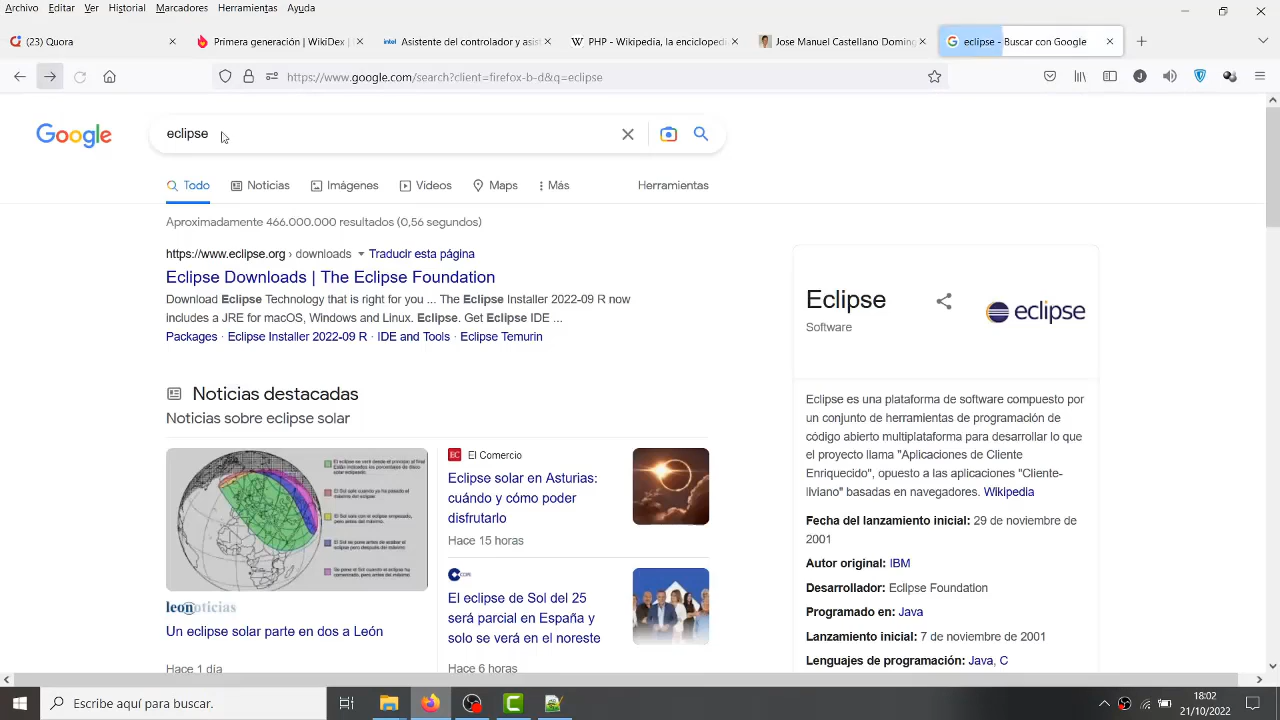 Archivo Editar Ver Historial Marcadores Herramientas Ayuda
(23) Quora
Primera generación | WikiDex
Asistente del controlador y asist
PHP - Wikipedia, la enciclopedi
Jose Manuel Castellano Doming
eclipse - Buscar con Google
https://www.google.com/search?client=firefox-b-d&q=eclipse
Google
eclipse
Todo
Noticias
Imágenes
Vídeos
Maps
Más
Herramientas
Aproximadamente 466.000.000 resultados (0,56 segundos)
https://www.eclipse.org › downloads Traducir esta página
Eclipse Downloads | The Eclipse Foundation
Download Eclipse Technology that is right for you ... The Eclipse Installer 2022-09 R now
includes a JRE for macOS, Windows and Linux. Eclipse. Get Eclipse IDE ...
Packages · Eclipse Installer 2022-09 R · IDE and Tools · Eclipse Temurin
Noticias destacadas
Noticias sobre eclipse solar
leonoticias
Un eclipse solar parte en dos a León
Hace 1 día
EC El Comercio
Eclipse solar en Asturias:
cuándo y cómo poder
disfrutarlo
Hace 15 horas
El eclipse de Sol del 25
será parcial en España y
solo se verá en el noreste
Hace 6 horas
Eclipse
Software
eclipse
Eclipse es una plataforma de software compuesto por
un conjunto de herramientas de programación de
código abierto multiplataforma para desarrollar lo que
el proyecto llama "Aplicaciones de Cliente
Enriquecido", opuesto a las aplicaciones "Cliente-
liviano" basadas en navegadores. Wikipedia
Fecha del lanzamiento inicial: 29 de noviembre de
2001
Autor original: IBM
Desarrollador: Eclipse Foundation
Programado en: Java
Lanzamiento inicial: 7 de noviembre de 2001
Lenguajes de programación: Java, C
Escribe aquí para buscar.
18:02
21/10/2022